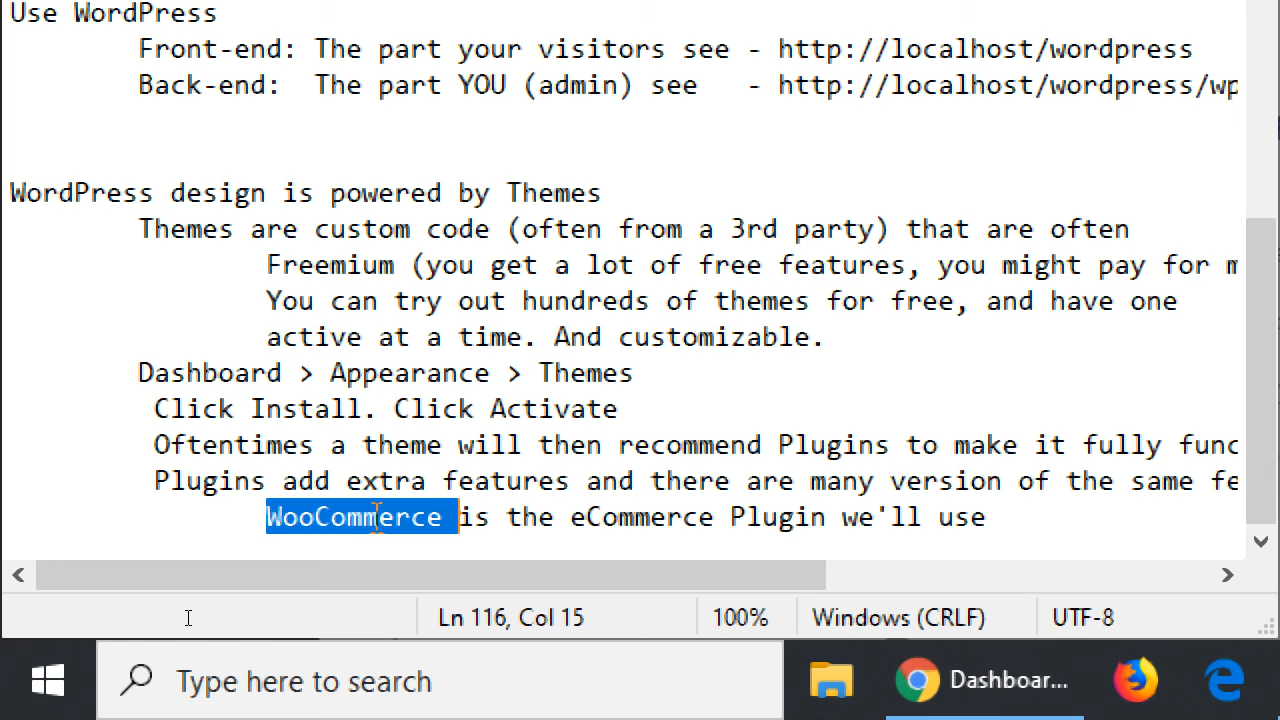 Use WordPress
Front-end: The part your visitors see - http://localhost/wordpress
Back-end: The part YOU (admin) see - http://localhost/wordpress/wp
WordPress design is powered by Themes
Themes are custom code (often from a 3rd party) that are often
Freemium (you get a lot of free features, you might pay for
You can try out hundreds of themes for free, and have one
active at a time. And customizable.
Dashboard > Appearance > Themes
Click Install. Click Activate
Oftentimes a theme will then recommend Plugins to make it fully func
Plugins add extra features and there are many version of the same fe
WooCommerce is the eCommerce Plugin we'll use
Ln 116, Col 15 100% Windows (CRLF) UTF-8
Type here to search Dashboar...